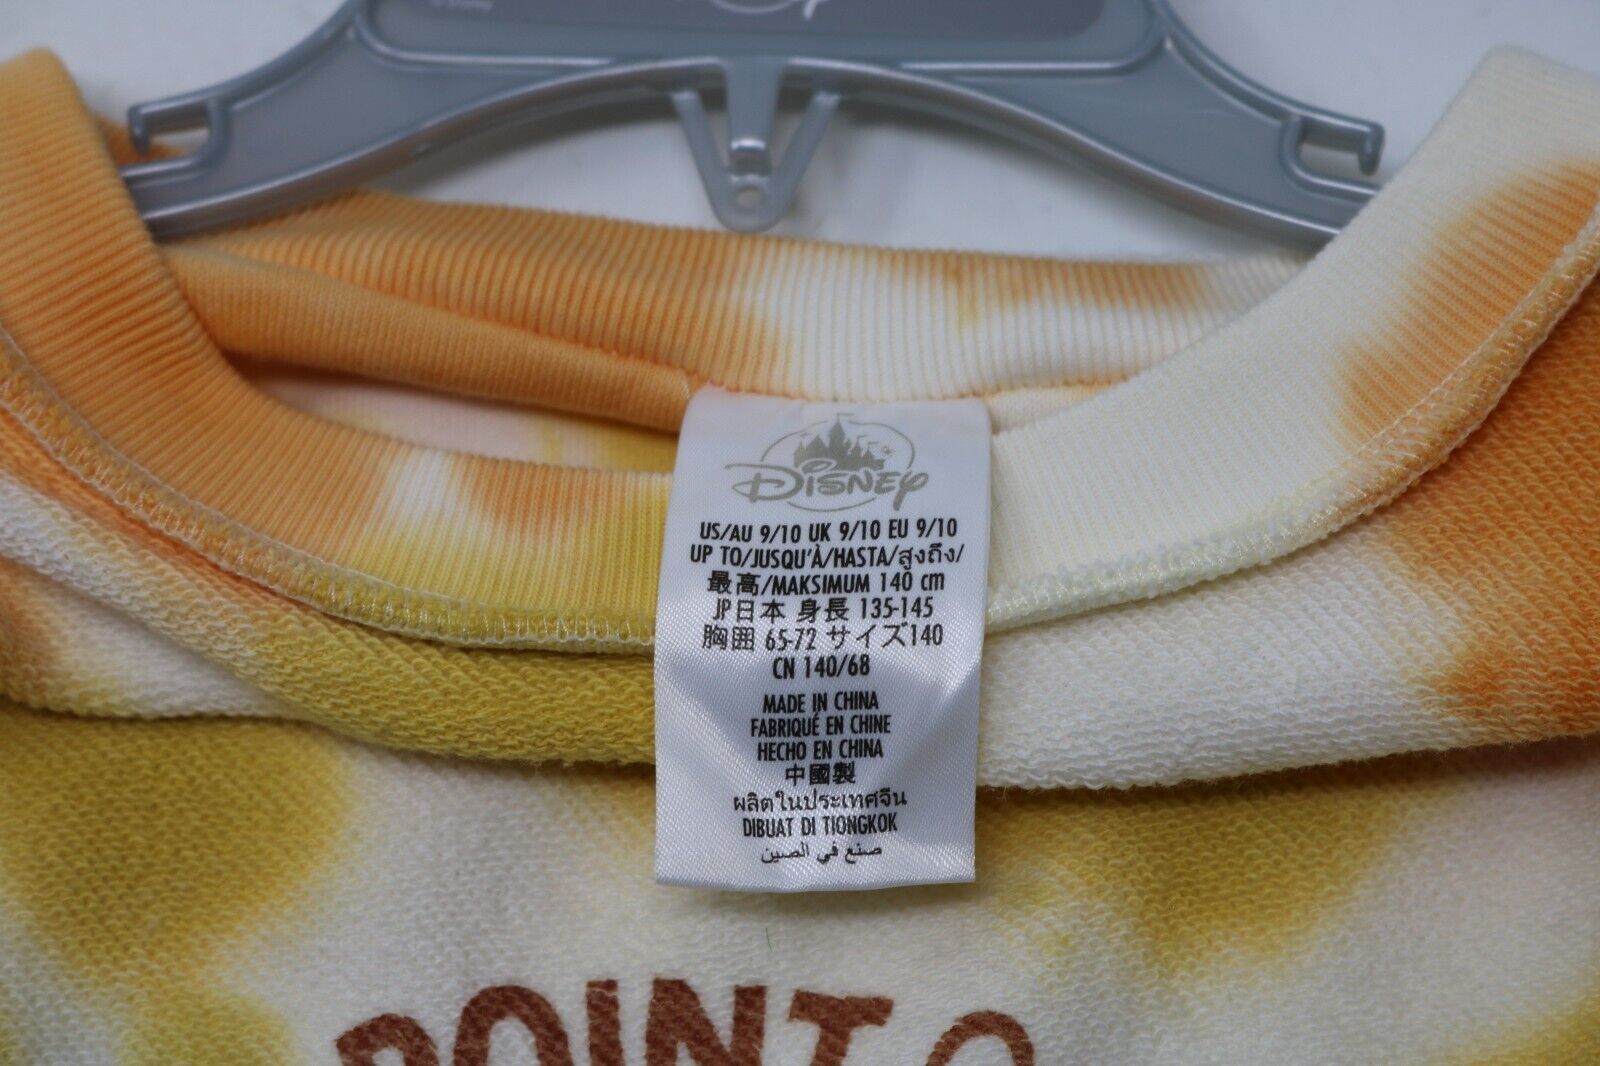 Disney
US/AU 9/10 UK 9/10 EU 9/10
UP TO/JUSQU'À/HASTA/สูงถึง/
最高/MAKSIMUM 140 cm
JP日本 身長 135-145
胸囲 65-72 サイズ140
CN 140/68
MADE IN CHINA
FABRIQUÉ EN CHINE
HECHO EN CHINA
中國製
ผลิตในประเทศจีน
DIBUAT DI TIONGKOK
صنع في الصين
POINT